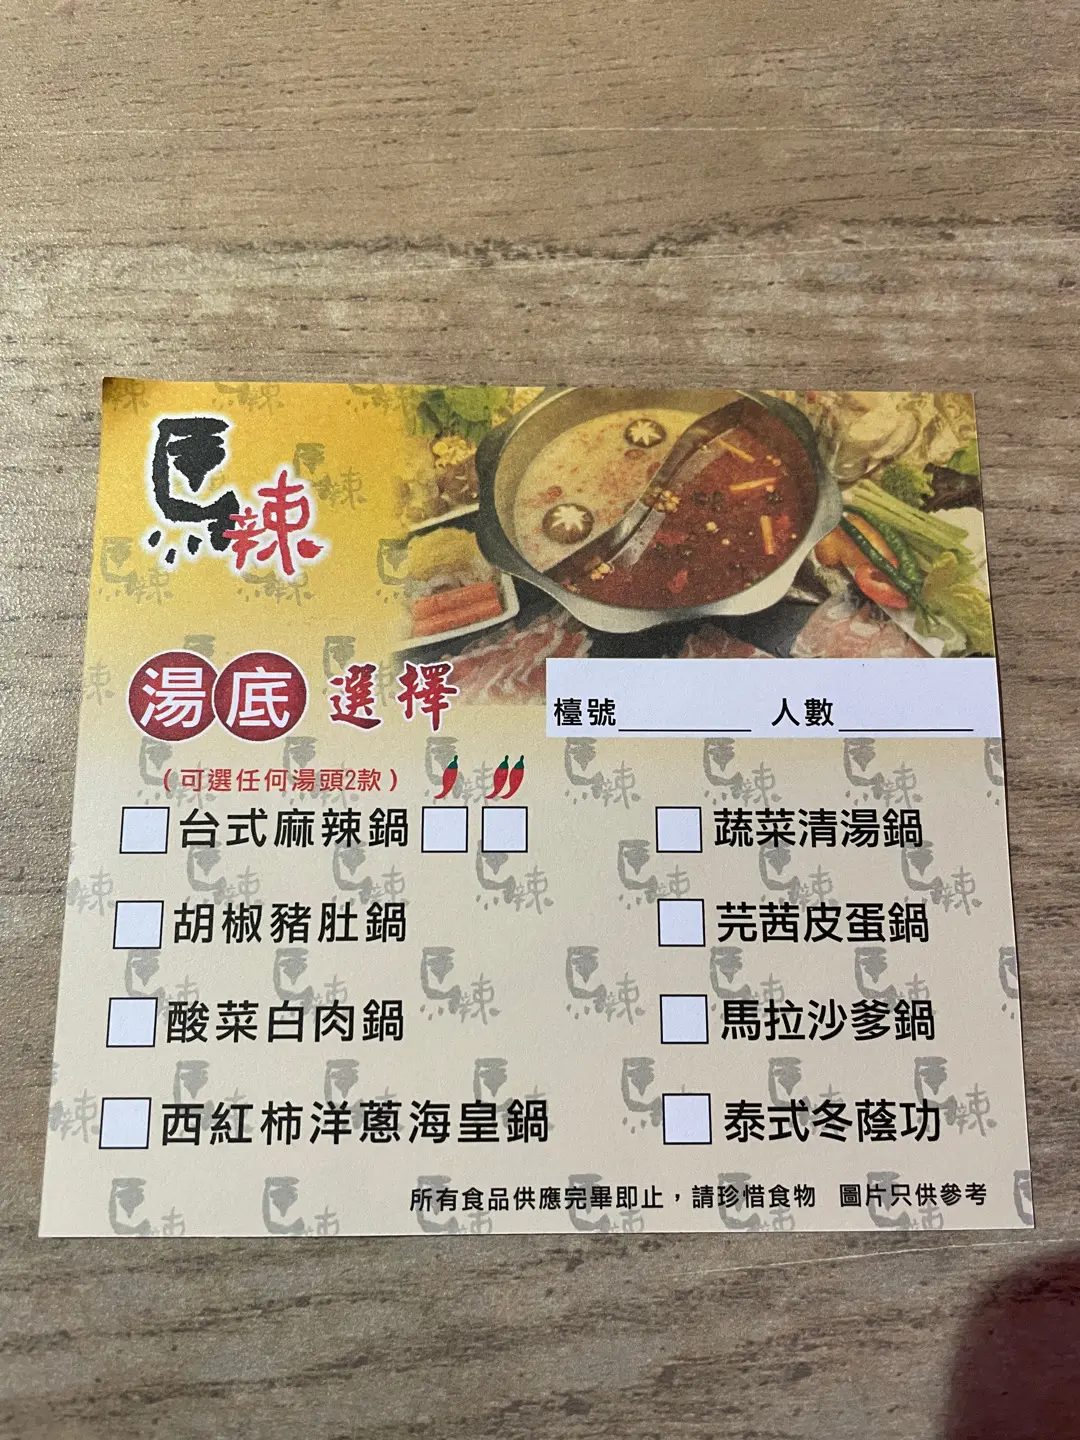 馬辣
湯底選擇
檯號 人數
(可選任何湯頭2款)
台式麻辣鍋
蔬菜清湯鍋
胡椒豬肚鍋
芫茜皮蛋鍋
酸菜白肉鍋
馬拉沙爹鍋
西紅柿洋蔥海皇鍋
泰式冬蔭功
所有食品供應完畢即止，請珍惜食物 圖片只供參考